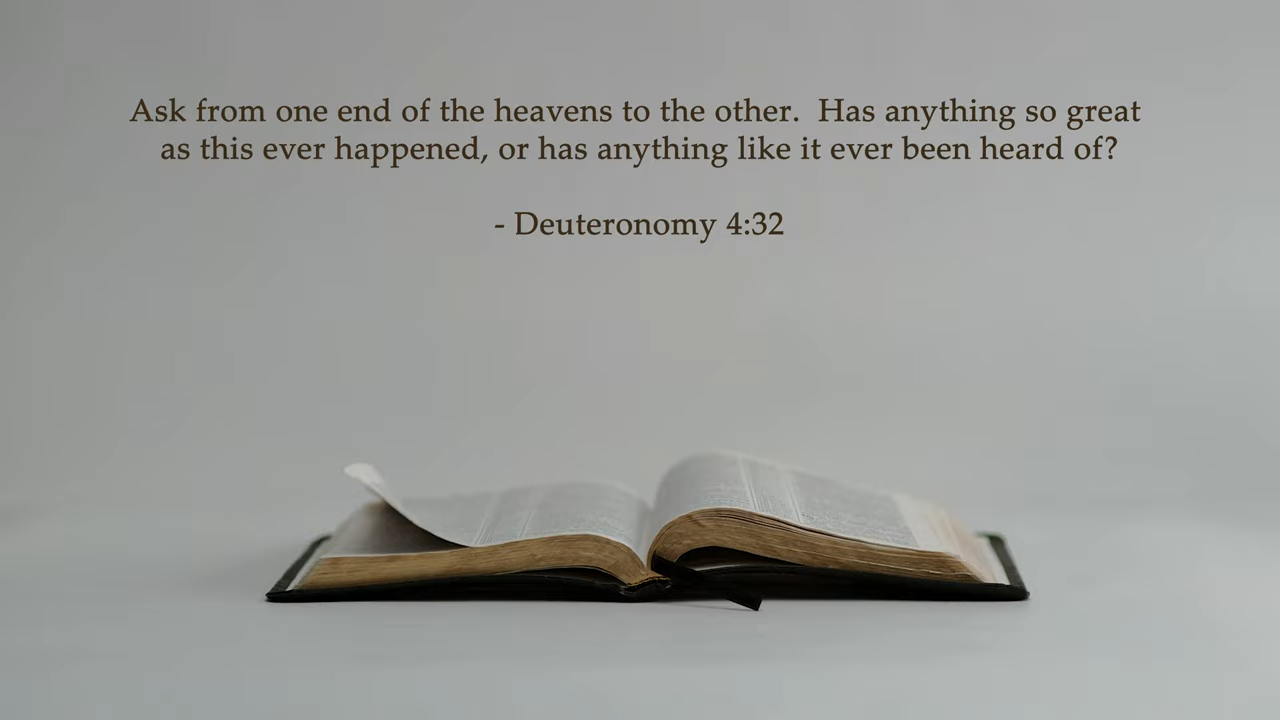 Ask from one end of the heavens to the other.  Has anything so great
as this ever happened, or has anything like it ever been heard of?
- Deuteronomy 4:32